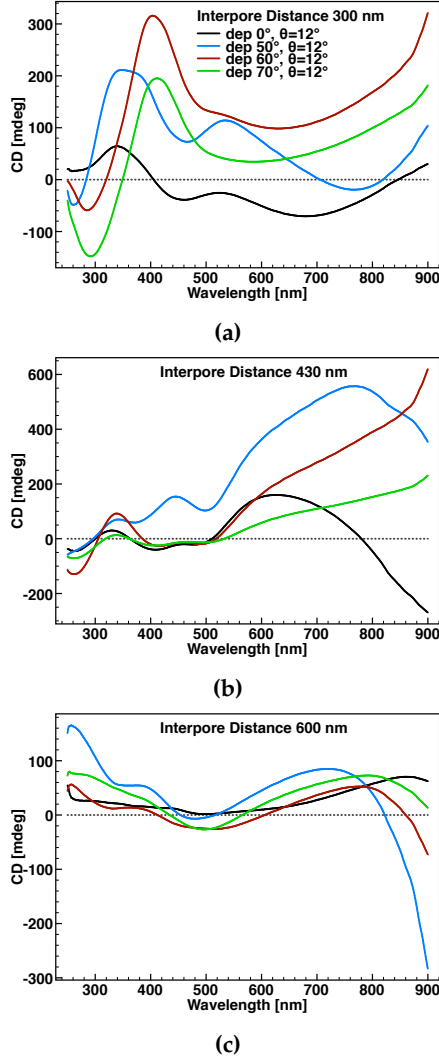 Interpore Distance 300 nm
dep 0°, θ=12°
dep 50°, θ=12°
dep 60°, θ=12°
dep 70°, θ=12°
300
200
100
0
-100
CD [mdeg]
300 400 500 600 700 800 900
Wavelength [nm]
(a)
Interpore Distance 430 nm
600
400
200
0
-200
CD [mdeg]
300 400 500 600 700 800 900
Wavelength [nm]
(b)
Interpore Distance 600 nm
100
0
-100
-200
-300
CD [mdeg]
300 400 500 600 700 800 900
Wavelength [nm]
(c)